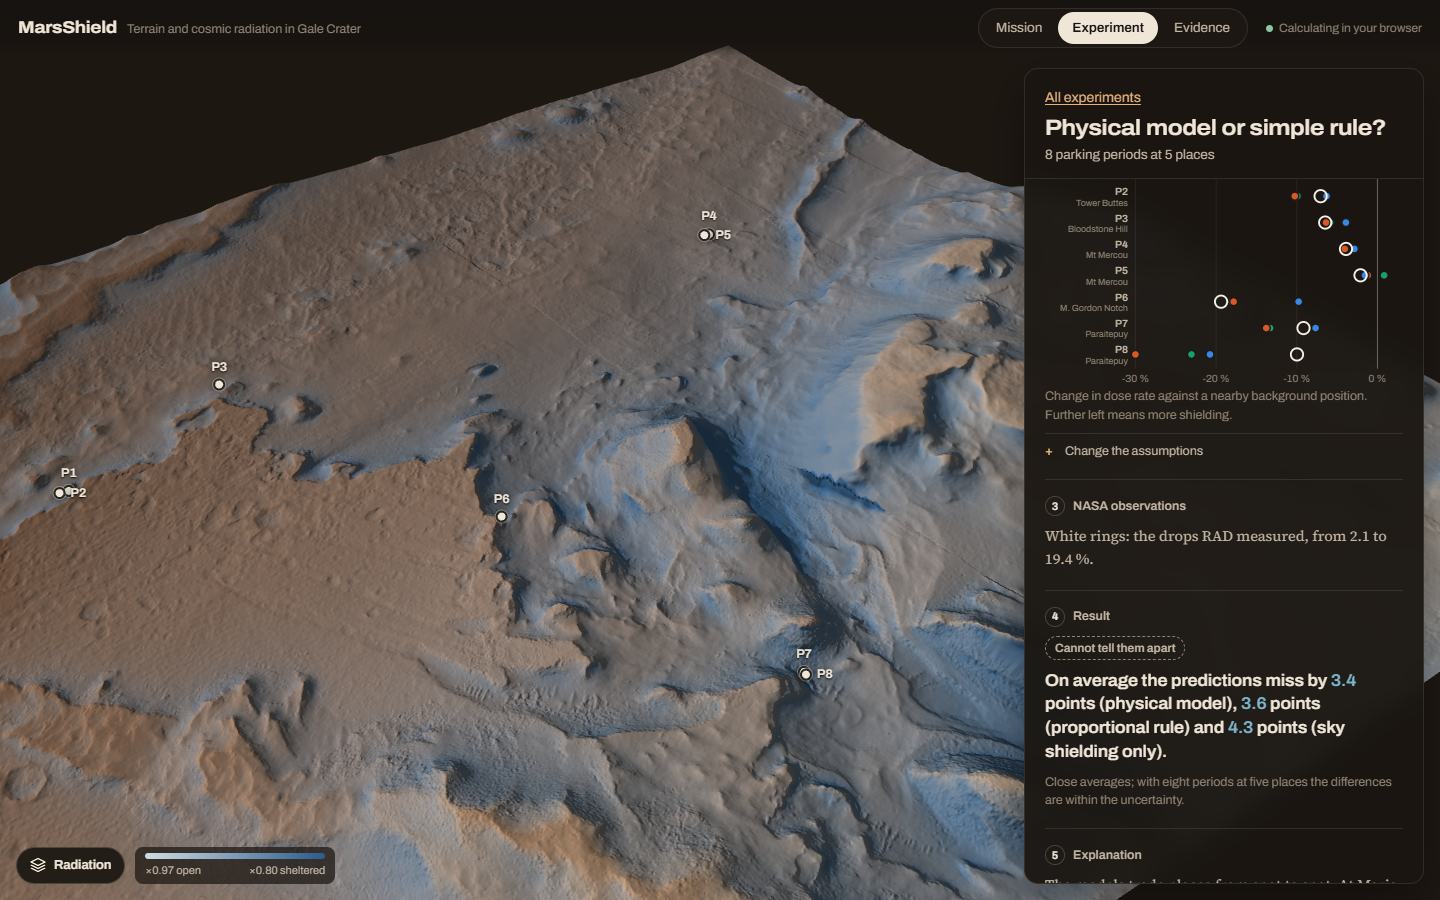 MarsShield
Terrain and cosmic radiation in Gale Crater
Mission
Experiment
Evidence
Calculating in your browser
All experiments
Physical model or simple rule?
8 parking periods at 5 places
P2
Tower Buttes
P3
Bloodstone Hill
P4
Mt Mercou
P5
Mt Mercou
P6
M. Gordon Notch
P7
Paraitepuy
P8
Paraitepuy
-30 %
-20 %
-10 %
0 %
Change in dose rate against a nearby background position.
Further left means more shielding.
+ Change the assumptions
3 NASA observations
White rings: the drops RAD measured, from 2.1 to
19.4 %.
4 Result
Cannot tell them apart
On average the predictions miss by 3.4
points (physical model), 3.6 points
(proportional rule) and 4.3 points (sky
shielding only).
Close averages; with eight periods at five places the differences
are within the uncertainty.
5 Explanation
P4
P5
P3
P1
P2
P6
P7
P8
Radiation
×0.97 open
×0.80 sheltered